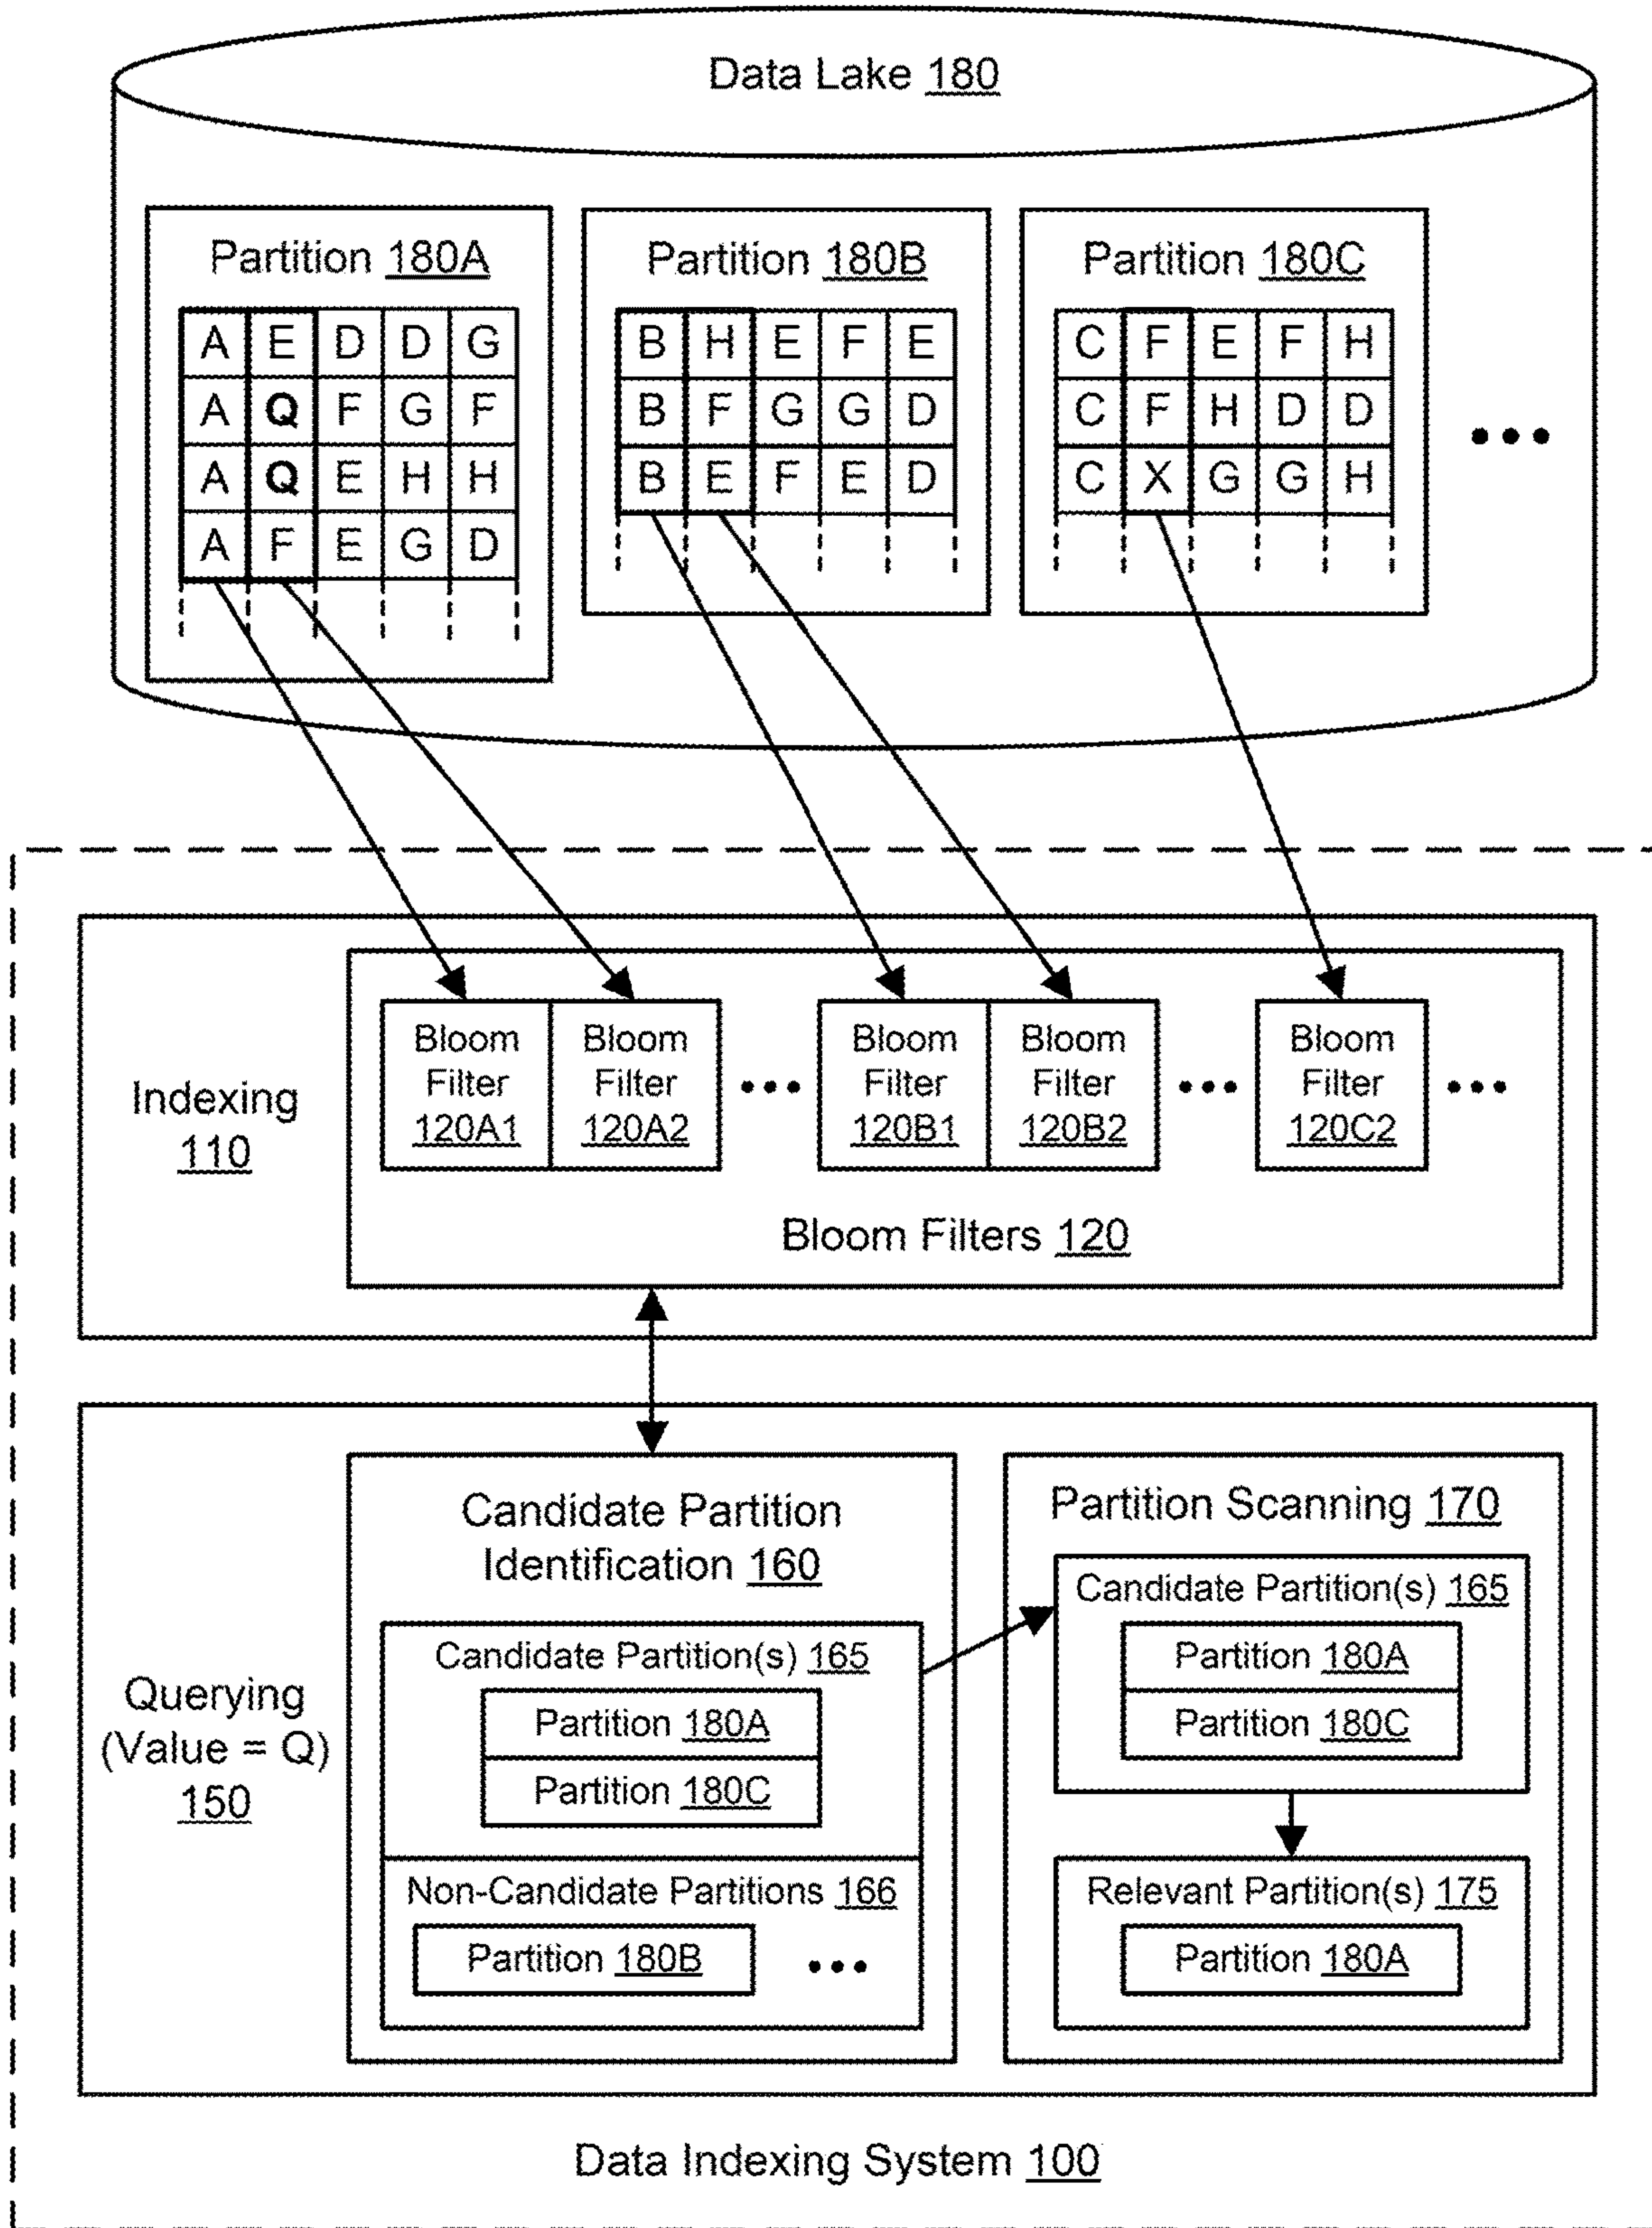 Data Lake 180
Partition 180A
A E D D G
A Q F G F
A Q E H H
A F E G D
Partition 180B
B H E F E
B F G G D
B E F E D
Partition 180C
C F E F H
C F H D D
C X G G H
Indexing
110
Bloom
Filter
120A1
Bloom
Filter
120A2
Bloom
Filter
120B1
Bloom
Filter
120B2
Bloom
Filter
120C2
Bloom Filters 120
Querying
(Value = Q)
150
Candidate Partition
Identification 160
Candidate Partition(s) 165
Partition 180A
Partition 180C
Non-Candidate Partitions 166
Partition 180B
Partition Scanning 170
Candidate Partition(s) 165
Partition 180A
Partition 180C
Relevant Partition(s) 175
Partition 180A
Data Indexing System 100